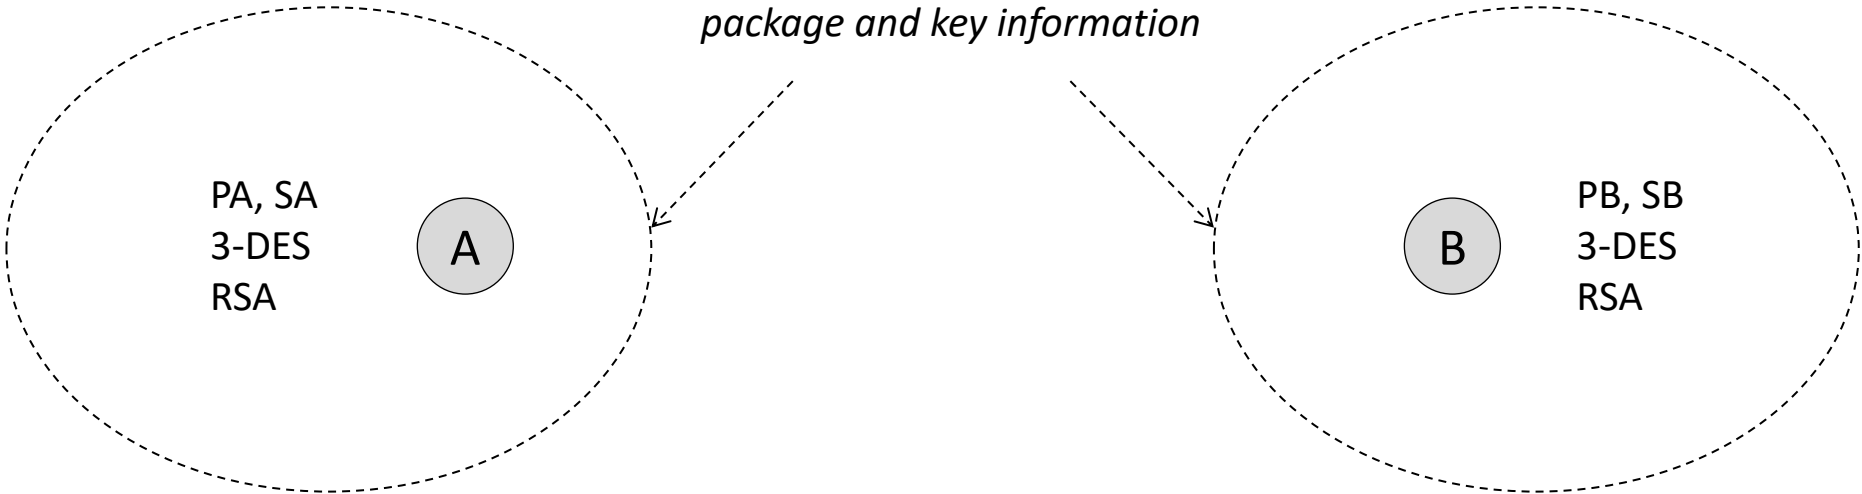 package and key information
PA, SA
3-DES
RSA
A
B
PB, SB
3-DES
RSA